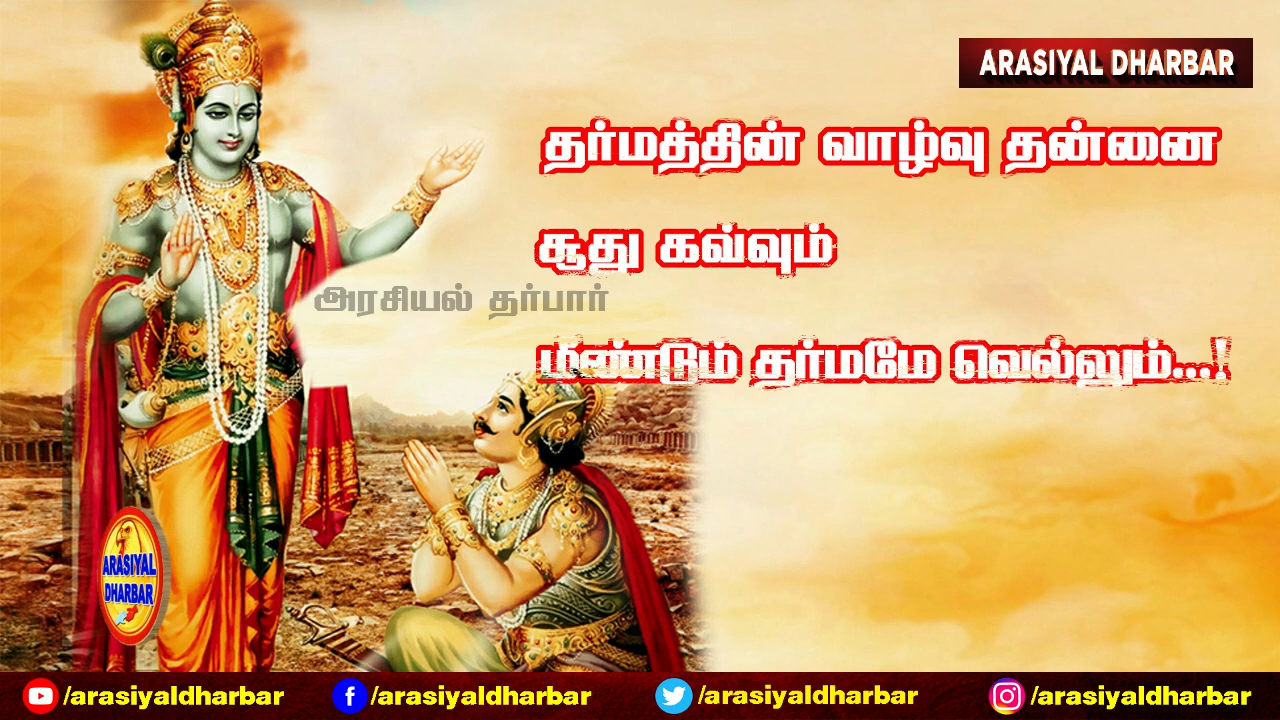 ARASIYAL DHARBAR
தர்மத்தின் வாழ்வு தன்னை
சூது கவ்வும்
அரசியல் தர்பார்
மீண்டும் தர்மமே வெல்லும்...!
ARASIYAL
DHARBAR
/arasiyaldharbar /arasiyaldharbar /arasiyaldharbar /arasiyaldharbar